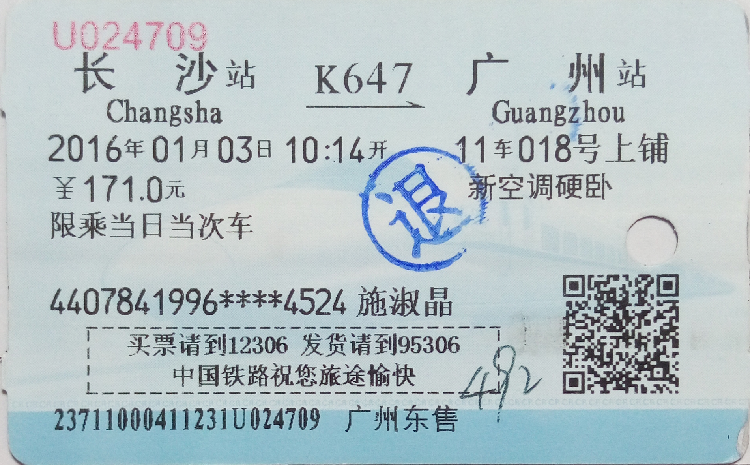 U024709
长沙站 K647 广州站
Changsha Guangzhou
2016年01月03日 10:14开 11车018号上铺
￥171.0元 新空调硬卧
退
限乘当日当次车
4407841996****4524 施淑晶
买票请到12306 发货请到95306
中国铁路祝您旅途愉快
492
23711000411231U024709 广州东售